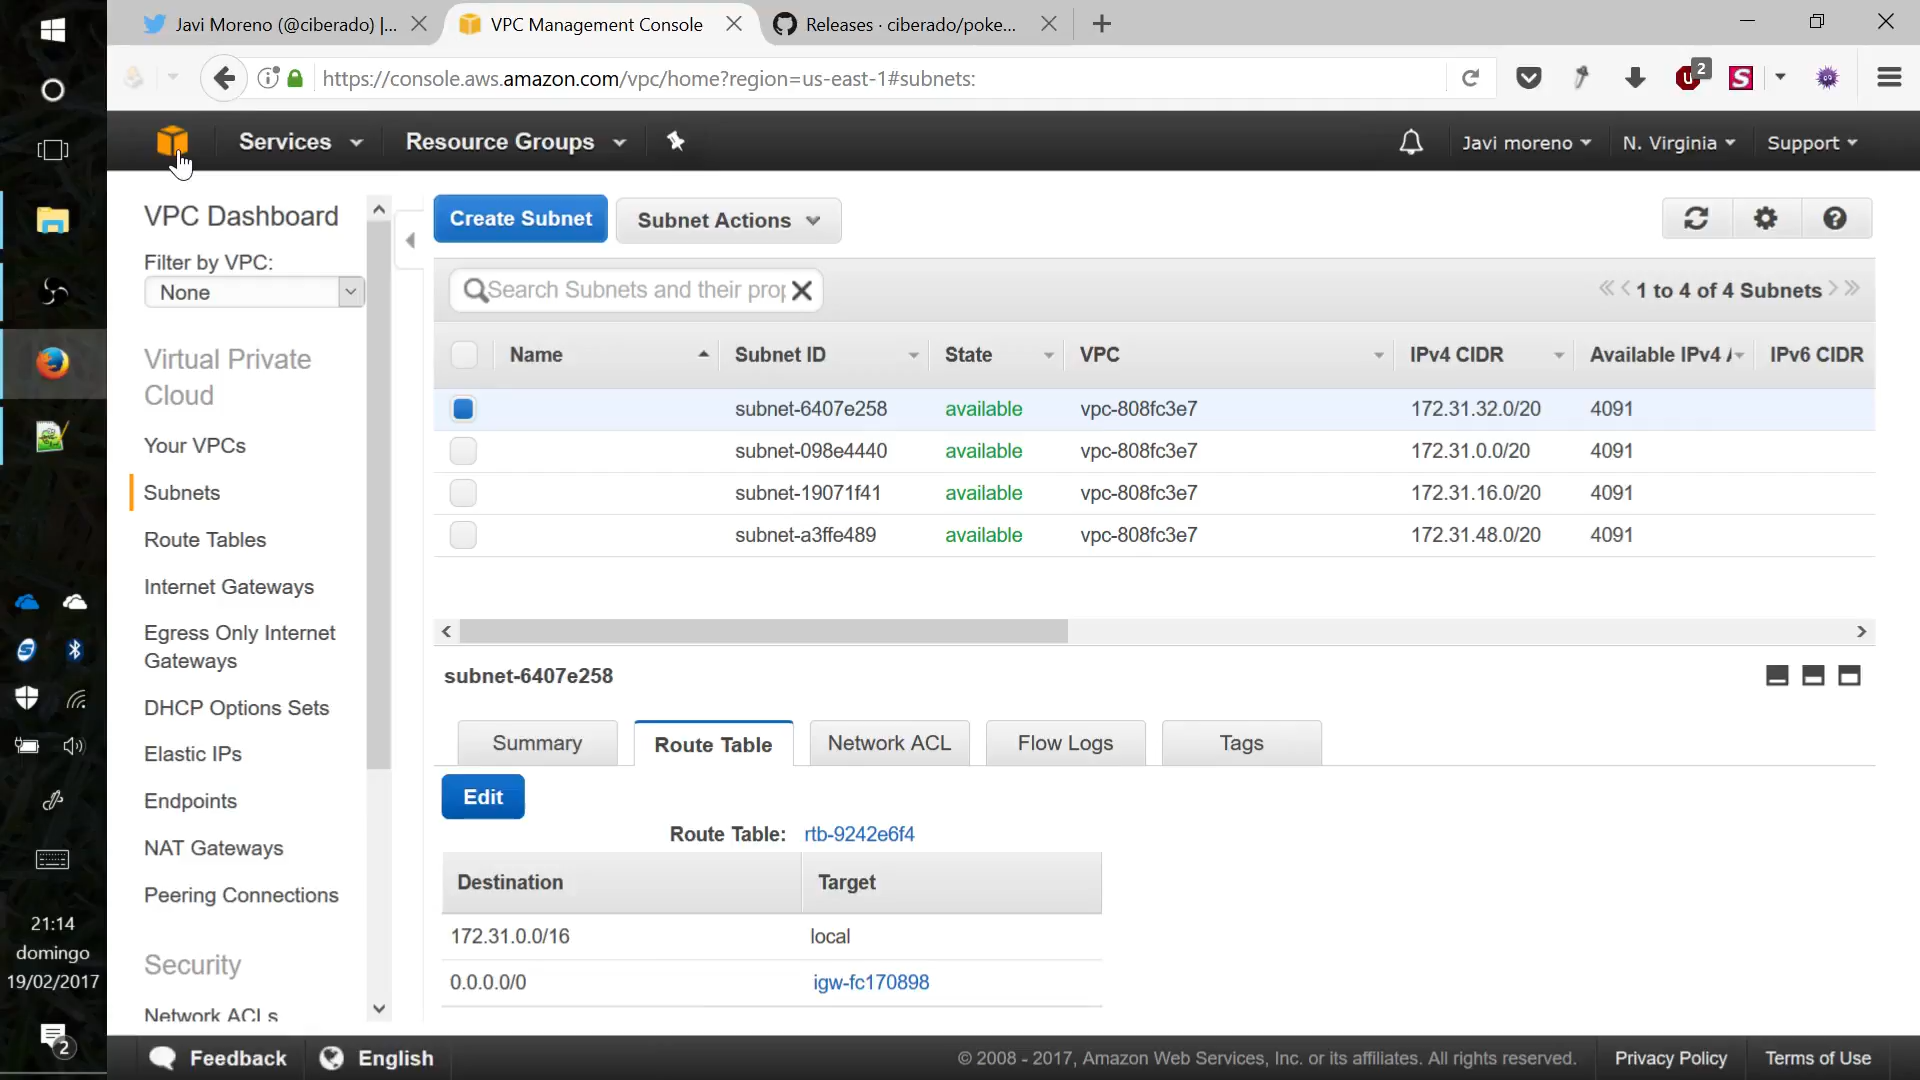 Javi Moreno (@ciberado) |...
VPC Management Console
Releases · ciberado/poke...
https://console.aws.amazon.com/vpc/home?region=us-east-1#subnets:
2
Services
Resource Groups
Javi moreno
N. Virginia
Support
VPC Dashboard
Filter by VPC:
None
Virtual Private
Cloud
Your VPCs
Subnets
Route Tables
Internet Gateways
Egress Only Internet
Gateways
DHCP Options Sets
Elastic IPs
Endpoints
NAT Gateways
Peering Connections
Security
Network ACLs
Create Subnet
Subnet Actions
Search Subnets and their prop
1 to 4 of 4 Subnets
Name Subnet ID State VPC IPv4 CIDR Available IPv4 IPv6 CIDR
subnet-6407e258 available vpc-808fc3e7 172.31.32.0/20 4091
subnet-098e4440 available vpc-808fc3e7 172.31.0.0/20 4091
subnet-19071f41 available vpc-808fc3e7 172.31.16.0/20 4091
subnet-a3ffe489 available vpc-808fc3e7 172.31.48.0/20 4091
subnet-6407e258
Summary
Route Table
Network ACL
Flow Logs
Tags
Edit
Route Table: rtb-9242e6f4
Destination Target
172.31.0.0/16 local
0.0.0.0/0 igw-fc170898
21:14
domingo
19/02/2017
2
Feedback
English
© 2008 - 2017, Amazon Web Services, Inc. or its affiliates. All rights reserved.
Privacy Policy
Terms of Use